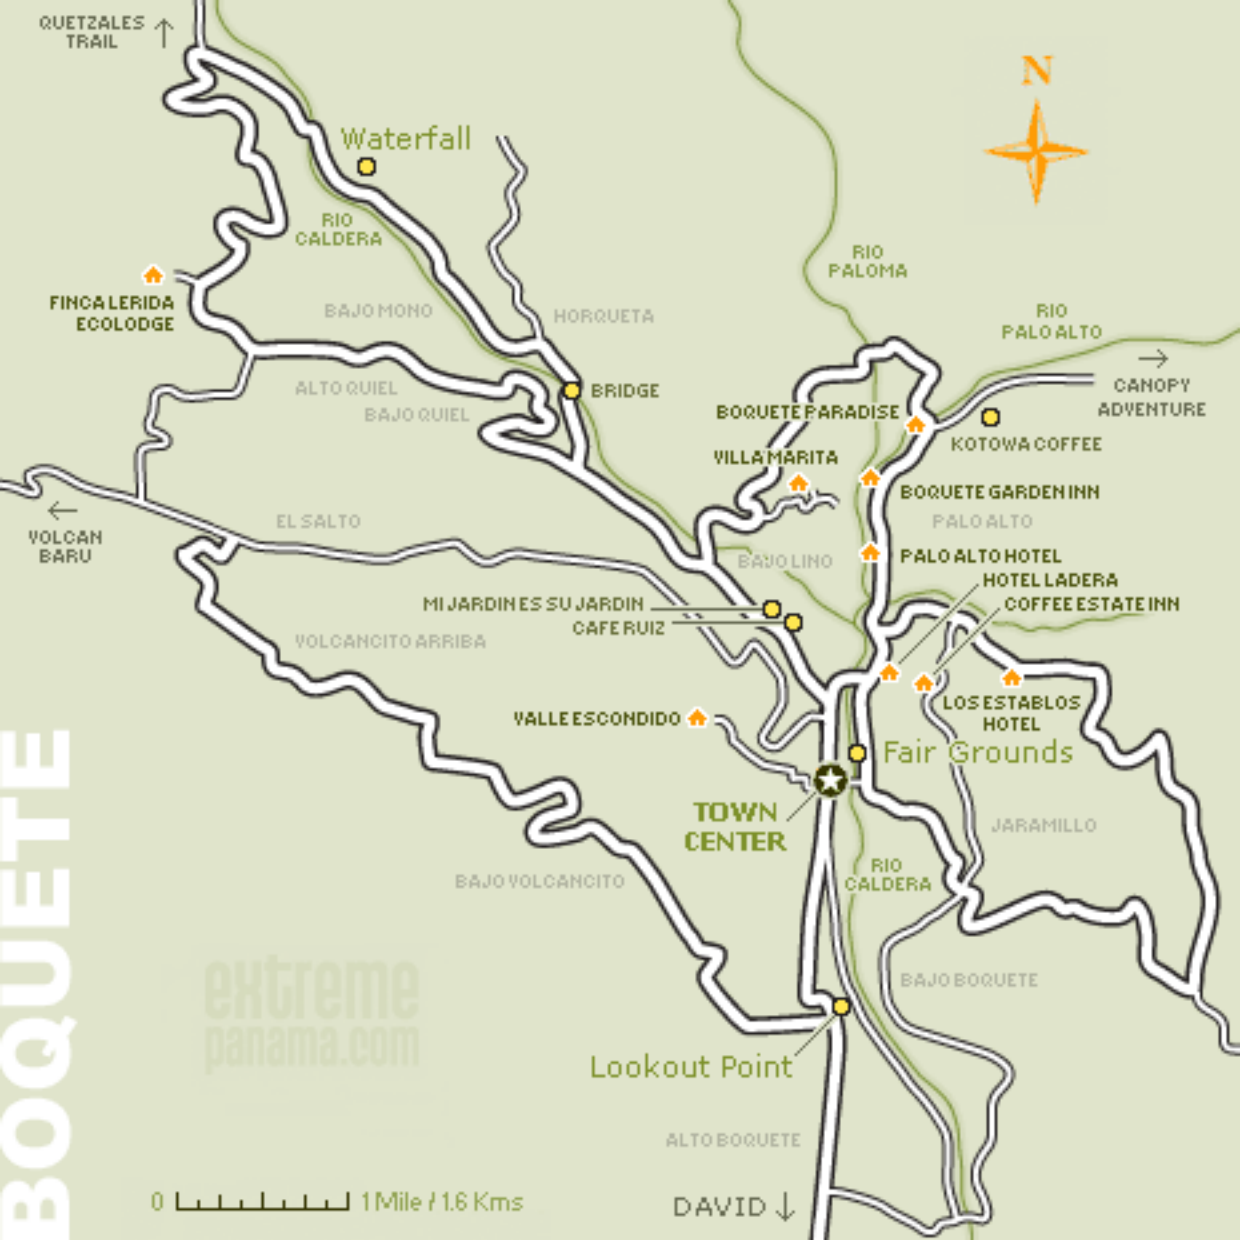 QUETZALES
TRAIL
N
Waterfall
RIO
CALDERA
RIO
PALOMA
FINCA LERIDA
ECOLODGE
BAJO MONO
HORQUETA
RIO
PALO ALTO
CANOPY
ADVENTURE
ALTO QUIEL
BAJO QUIEL
BRIDGE
BOQUETE PARADISE
KOTOWA COFFEE
VILLA MARITA
BOQUETE GARDEN INN
PALO ALTO
VOLCAN
BARU
EL SALTO
BAJO LINO
PALO ALTO HOTEL
HOTEL LADERA
COFFEE ESTATE INN
MI JARDIN ES SU JARDIN
CAFE RUIZ
VOLCANCITO ARRIBA
LOS ESTABLOS
HOTEL
VALLE ESCONDIDO
Fair Grounds
TOWN
CENTER
JARAMILLO
RIO
CALDERA
BAJO VOLCANCITO
BAJO BOQUETE
extreme
panama.com
Lookout Point
ALTO BOQUETE
DAVID
0 1 Mile / 1.6 Kms
BOQUETE